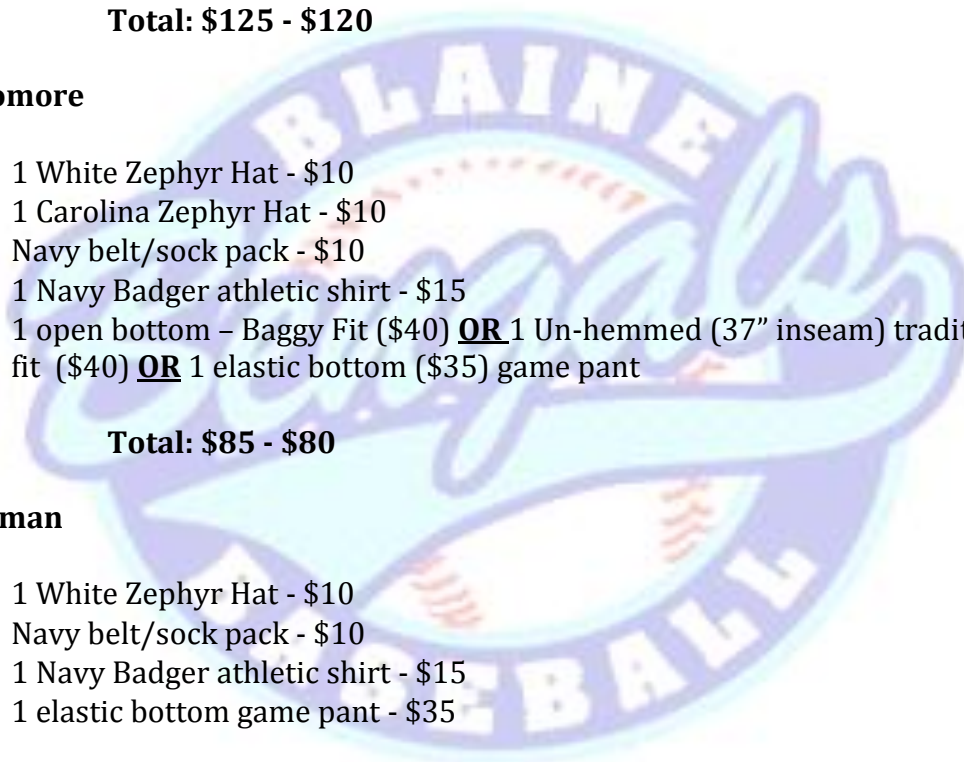 Total: $125 - $120
omore
1 White Zephyr Hat - $10
1 Carolina Zephyr Hat - $10
Navy belt/sock pack - $10
1 Navy Badger athletic shirt - $15
1 open bottom – Baggy Fit ($40) OR 1 Un-hemmed (37” inseam) tradit
fit ($40) OR 1 elastic bottom ($35) game pant
Total: $85 - $80
man
1 White Zephyr Hat - $10
Navy belt/sock pack - $10
1 Navy Badger athletic shirt - $15
1 elastic bottom game pant - $35
BLAINE
Bengals
BASEBALL